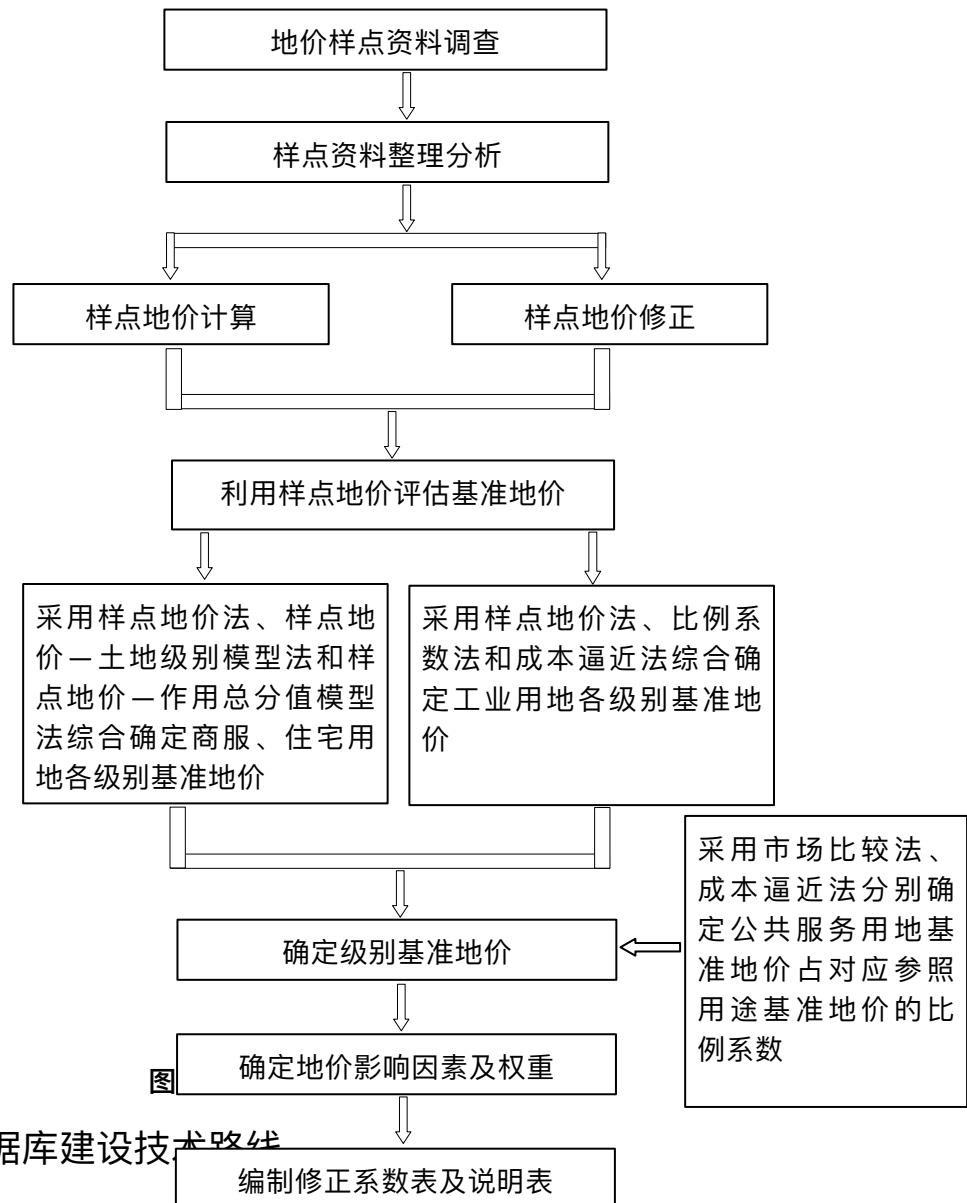 地价样点资料调查
样点资料整理分析
样点地价计算
样点地价修正
利用样点地价评估基准地价
采用样点地价法、样点地
价—土地级别模型法和样
点地价—作用总分值模型
法综合确定商服、住宅用
地各级别基准地价
采用样点地价法、比例系
数法和成本逼近法综合确
定工业用地各级别基准地
价
采用市场比较法、
成本逼近法分别确
定公共服务用地基
准地价占对应参照
用途基准地价的比
例系数
确定级别基准地价
确定地价影响因素及权重
图
据库建设技术路线
编制修正系数表及说明表